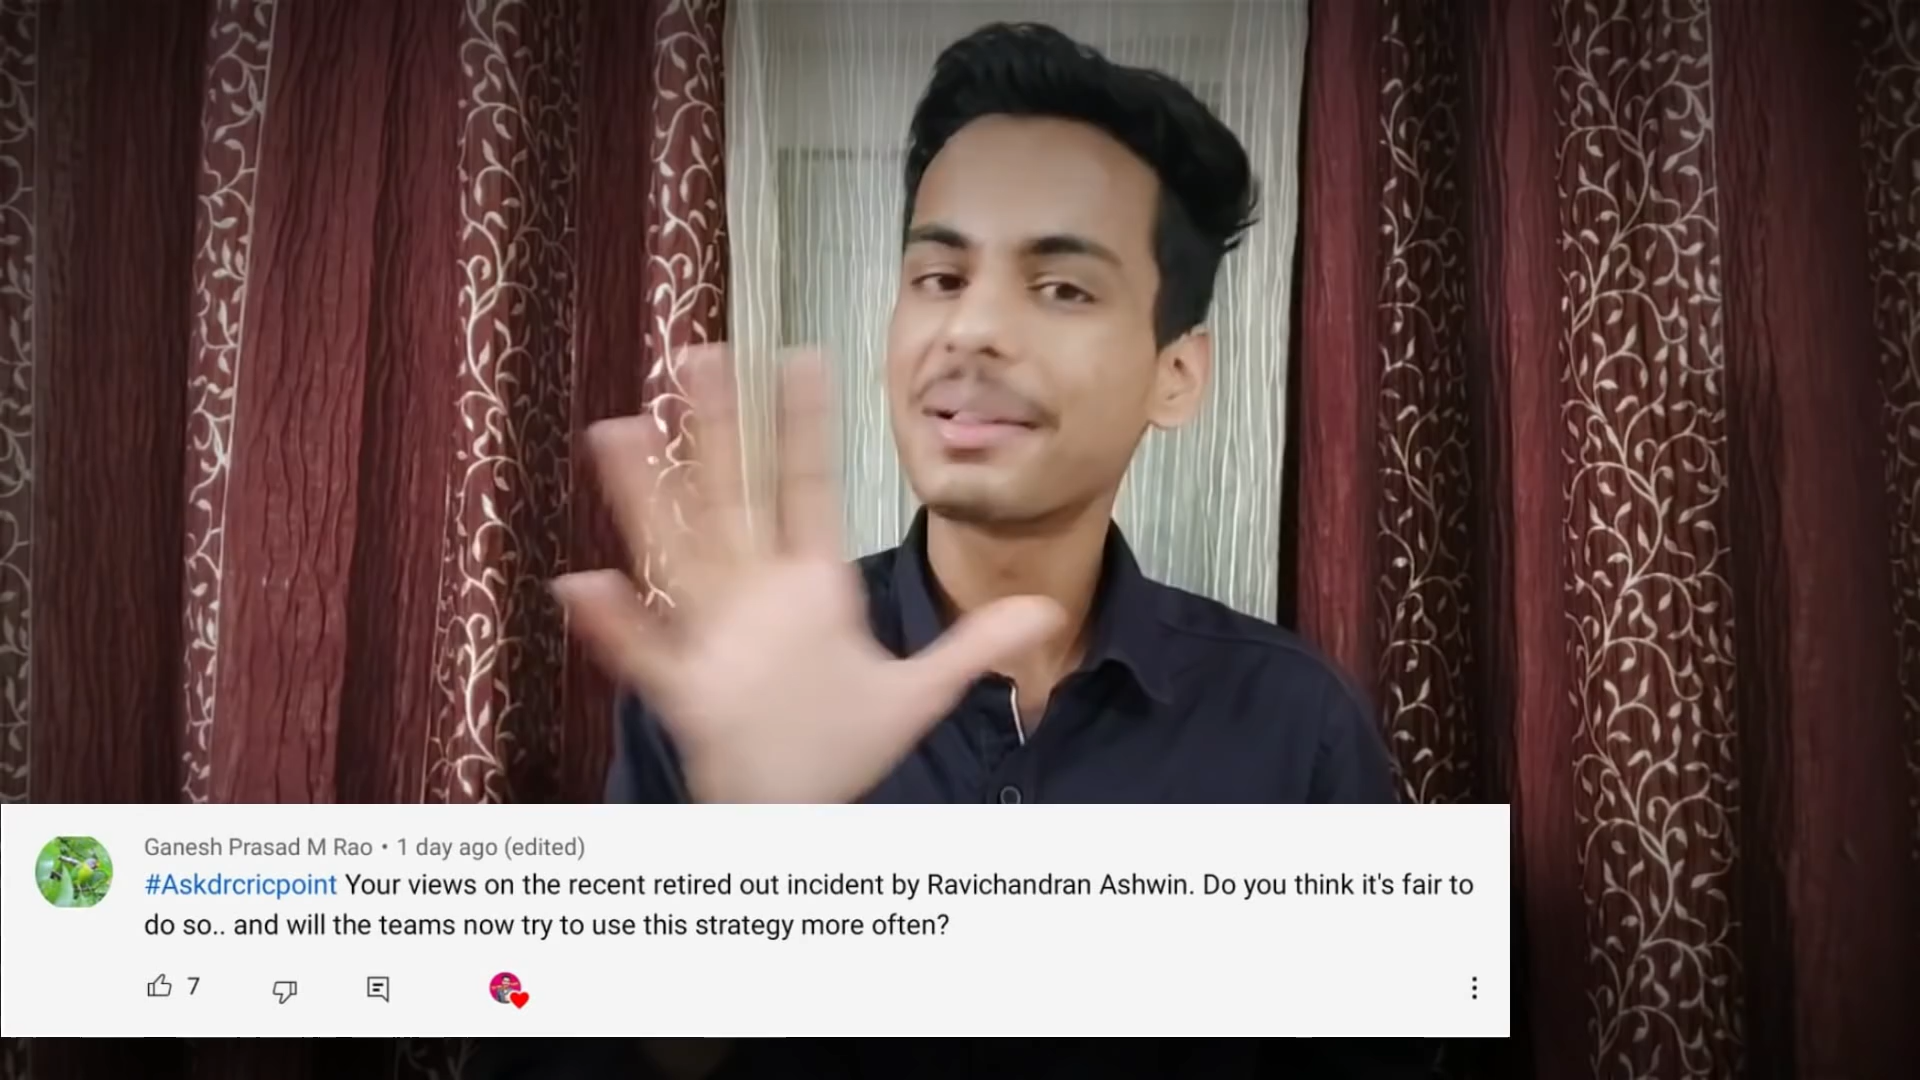 Ganesh Prasad M Rao • 1 day ago (edited)
#Askdrcricpoint Your views on the recent retired out incident by Ravichandran Ashwin. Do you think it's fair to
do so.. and will the teams now try to use this strategy more often?
7